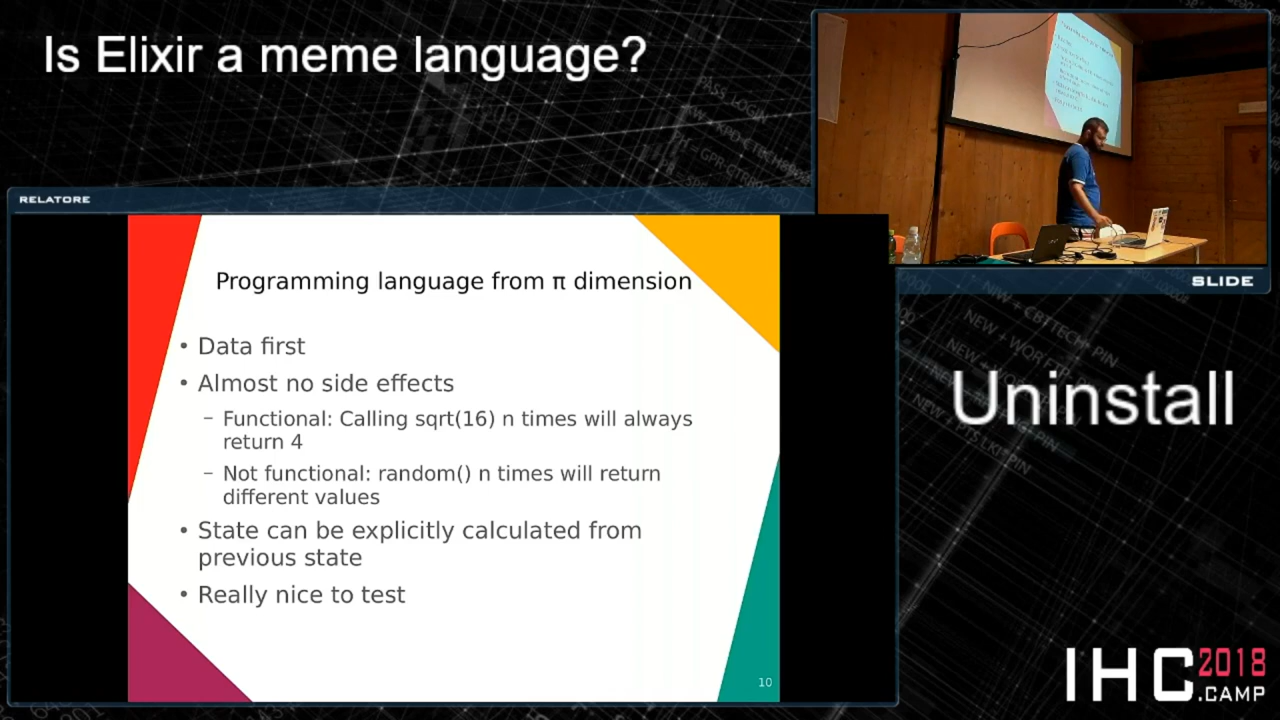 Is Elixir a meme language?
RELATORE
Programming language from π dimension
• Data first
• Almost no side effects
– Functional: Calling sqrt(16) n times will always
return 4
– Not functional: random() n times will return
different values
• State can be explicitly calculated from
previous state
• Really nice to test
10
SLIDE
Uninstall
IHC2018
.CAMP